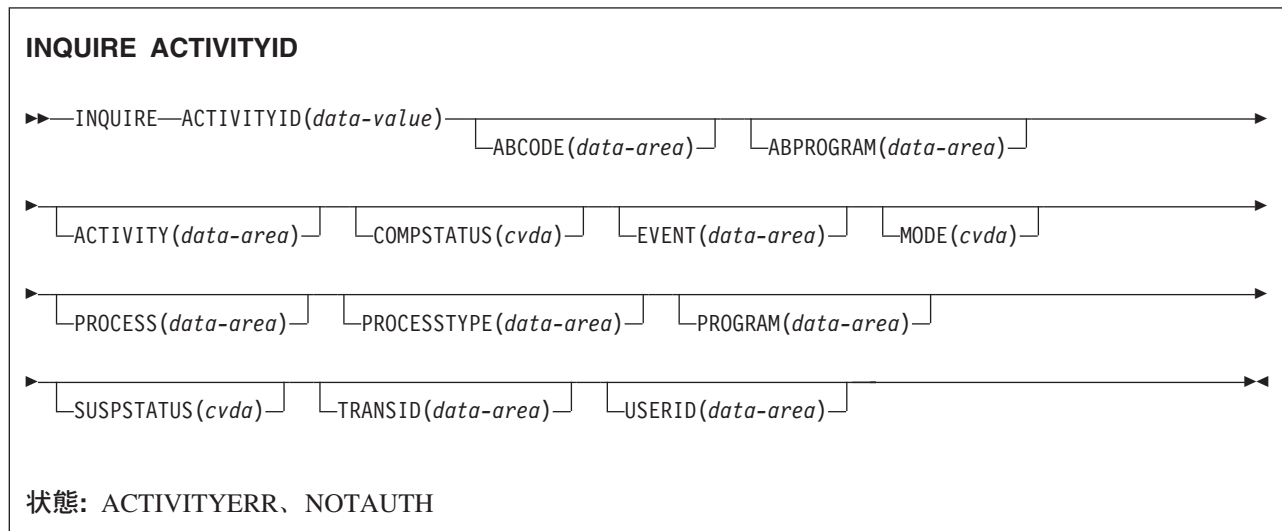 INQUIRE ACTIVITYID
INQUIRE ACTIVITYID(data-value)
ABCODE(data-area) ABPROGRAM(data-area)
ACTIVITY(data-area) COMPSTATUS(cvda) EVENT(data-area) MODE(cvda)
PROCESS(data-area) PROCESSTYPE(data-area) PROGRAM(data-area)
SUSPSTATUS(cvda) TRANSID(data-area) USERID(data-area)
状態: ACTIVITYERR、NOTAUTH